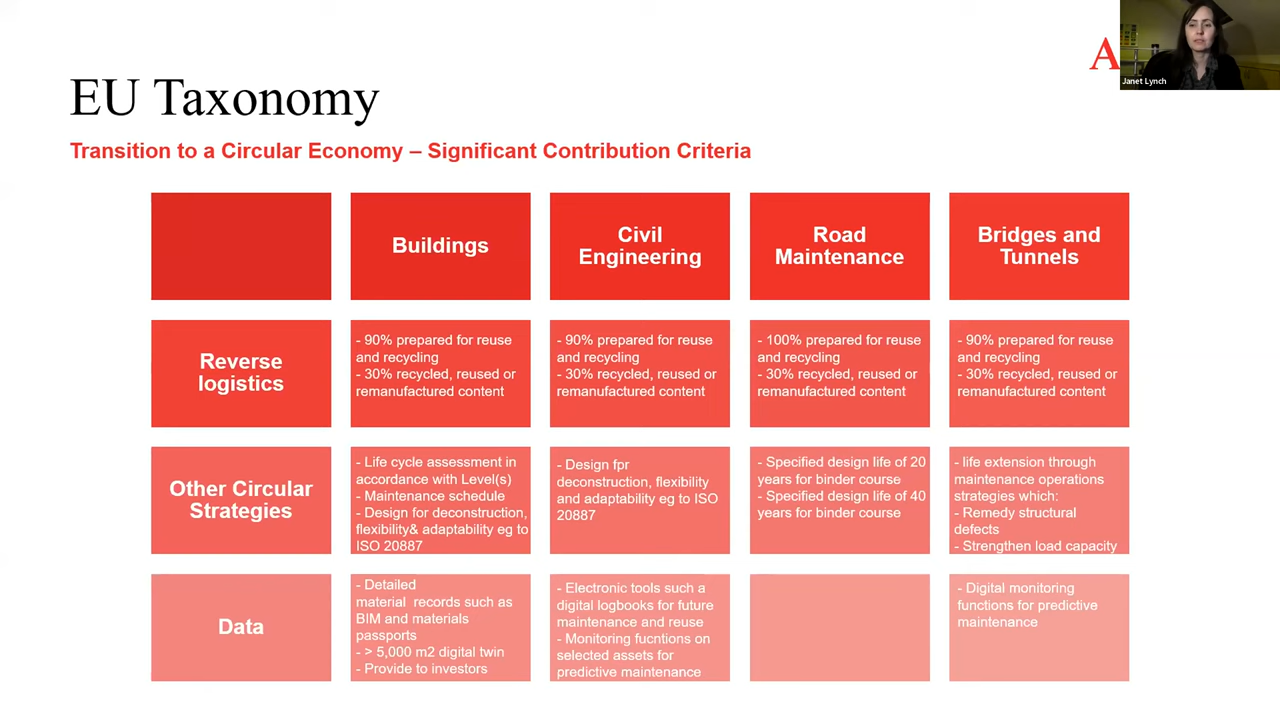 A
Janet Lynch
EU Taxonomy
Transition to a Circular Economy – Significant Contribution Criteria
Buildings
Civil
Engineering
Road
Maintenance
Bridges and
Tunnels
Reverse
logistics
- 90% prepared for reuse
and recycling
- 30% recycled, reused or
remanufactured content
- 90% prepared for reuse
and recycling
- 30% recycled, reused or
remanufactured content
- 100% prepared for reuse
and recycling
- 30% recycled, reused or
remanufactured content
- 90% prepared for reuse
and recycling
- 30% recycled, reused or
remanufactured content
Other Circular
Strategies
- Life cycle assessment in
accordance with Level(s)
- Maintenance schedule
- Design for deconstruction,
flexibility& adaptability eg to
ISO 20887
- Design fpr
deconstruction, flexibility
and adaptability eg to ISO
20887
- Specified design life of 20
years for binder course
- Specified design life of 40
years for binder course
- life extension through
maintenance operations
strategies which:
- Remedy structural
defects
- Strengthen load capacity
Data
- Detailed
material records such as
BIM and materials
passports
- > 5,000 m2 digital twin
- Provide to investors
- Electronic tools such a
digital logbooks for future
maintenance and reuse
- Monitoring fucntions on
selected assets for
predictive maintenance
- Digital monitoring
functions for predictive
maintenance